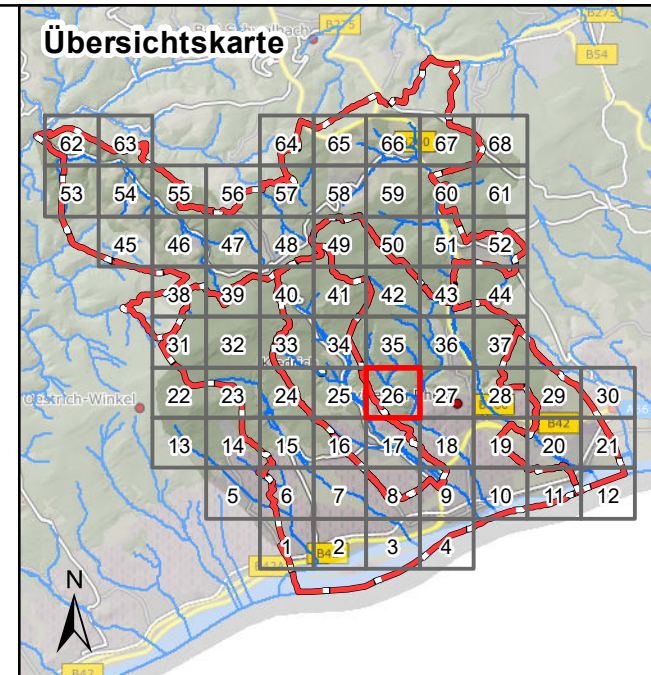 Übersichtskarte
B275
B54
62 63 64 65 66 67 68
53 54 55 56 57 58 59 60 61
45 46 47 48 49 50 51 52
38 39 40 41 42 43 44
31 32 33 34 35 36 37
22 23 24 25 26 27 28 29 30
Oestrich-Winkel
B42
13 14 15 16 17 18 19 20 21
5 6 7 8 9 10 11 12
1 2 3 4
N
B42